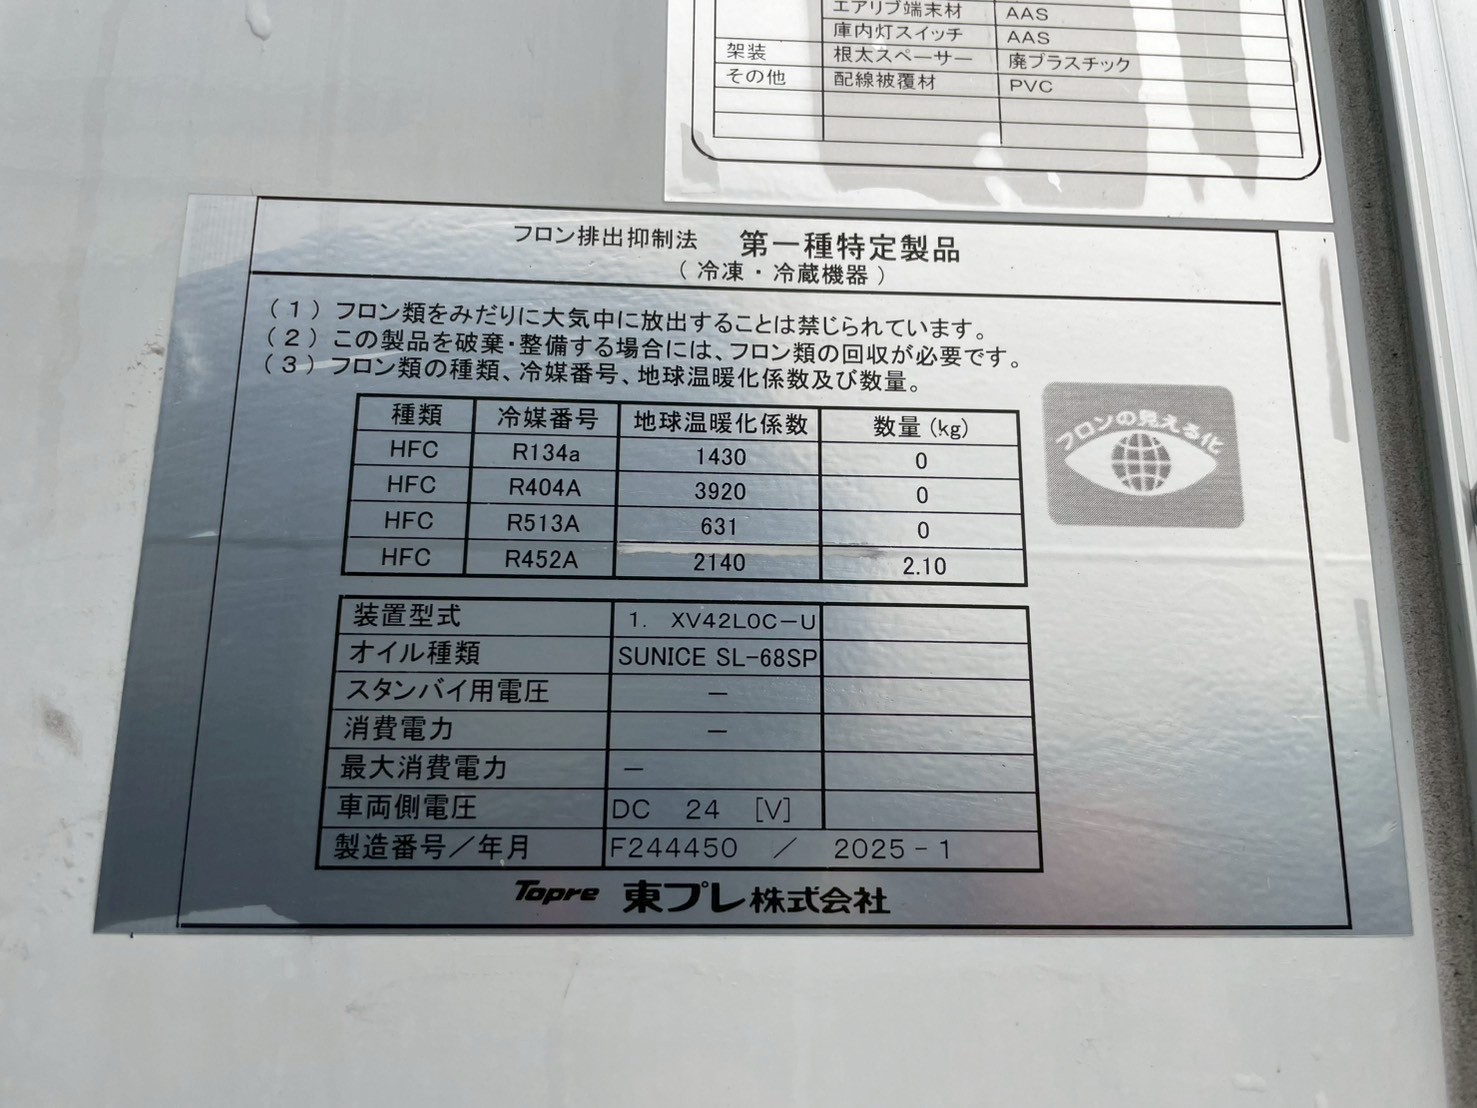 エアリブ端末材 AAS
庫内灯スイッチ AAS
架装 根太スペーサー 廃プラスチック
その他 配線被覆材 PVC
フロン排出抑制法 第一種特定製品
(冷凍・冷蔵機器)
(1)フロン類をみだりに大気中に放出することは禁じられています。
(2)この製品を破棄・整備する場合には、フロン類の回収が必要です。
(3)フロン類の種類、冷媒番号、地球温暖化係数及び数量。
種類 冷媒番号 地球温暖化係数 数量(kg)
HFC R134a 1430 0
HFC R404A 3920 0
HFC R513A 631 0
HFC R452A 2140 2.10
フロンの見える化
装置型式 1. XV42LOC-U
オイル種類 SUNICE SL-68SP
スタンバイ用電圧 —
消費電力 —
最大消費電力 —
車両側電圧 DC 24 [V]
製造番号/年月 F244450 / 2025-1
Topre 東プレ株式会社